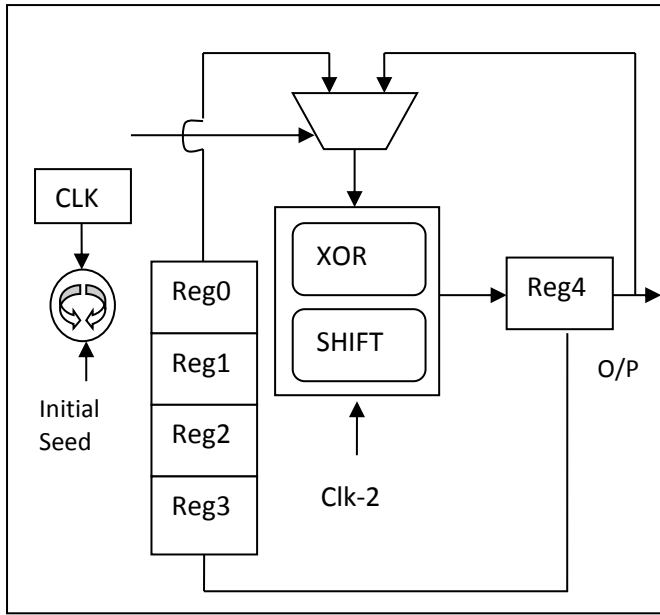 CLK
XOR
Reg0
Reg4
SHIFT
Reg1
O/P
Initial
Seed
Reg2
Clk-2
Reg3